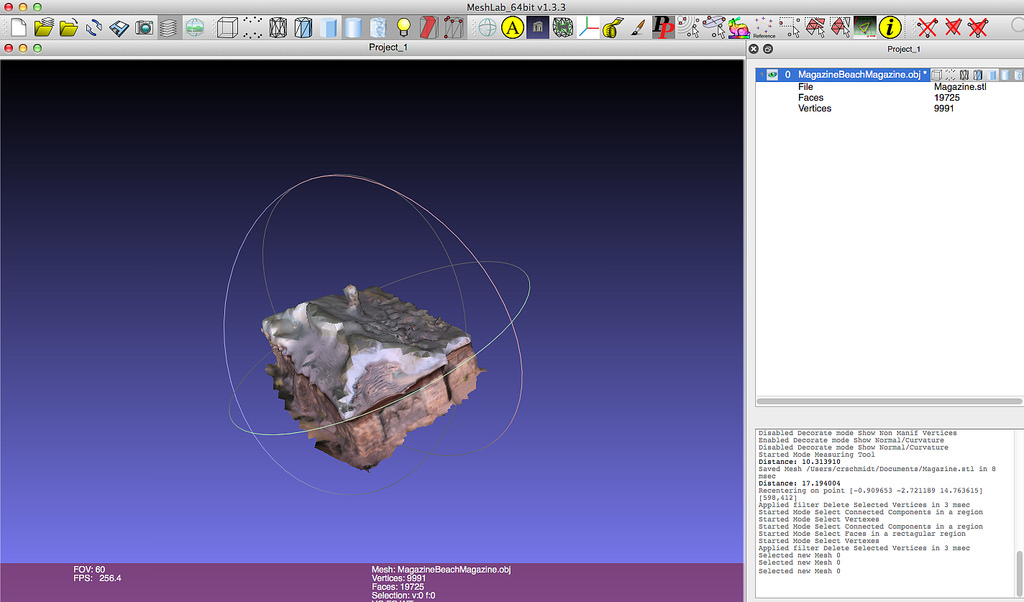 MeshLab_64bit v1.3.3
A
Reference
i
Project_1
Project_1
0 MagazineBeachMagazine.obj *
File Magazine.stl
Faces 19725
Vertices 9991
Disabled Decorate mode Show Non Manif Vertices
Enabled Decorate mode Show Normal/Curvature
Disabled Decorate mode Show Normal/Curvature
Started Mode Measuring Tool
Distance: 10.313910
Saved Mesh /Users/crschmidt/Documents/Magazine.stl in 8
msec
Distance: 17.194004
Recentering on point [-0.909653 -2.721189 14.763615]
[598,412]
Applied filter Delete Selected Vertices in 3 msec
Started Mode Select Connected Components in a region
Started Mode Select Vertexes
Started Mode Select Connected Components in a region
Started Mode Select Faces in a rectagular region
Started Mode Select Vertexes
Applied filter Delete Selected Vertices in 3 msec
Selected new Mesh 0
Selected new Mesh 0
Selected new Mesh 0
FOV: 60
FPS: 256.4
Mesh: MagazineBeachMagazine.obj
Vertices: 9991
Faces: 19725
Selection: v:0 f:0